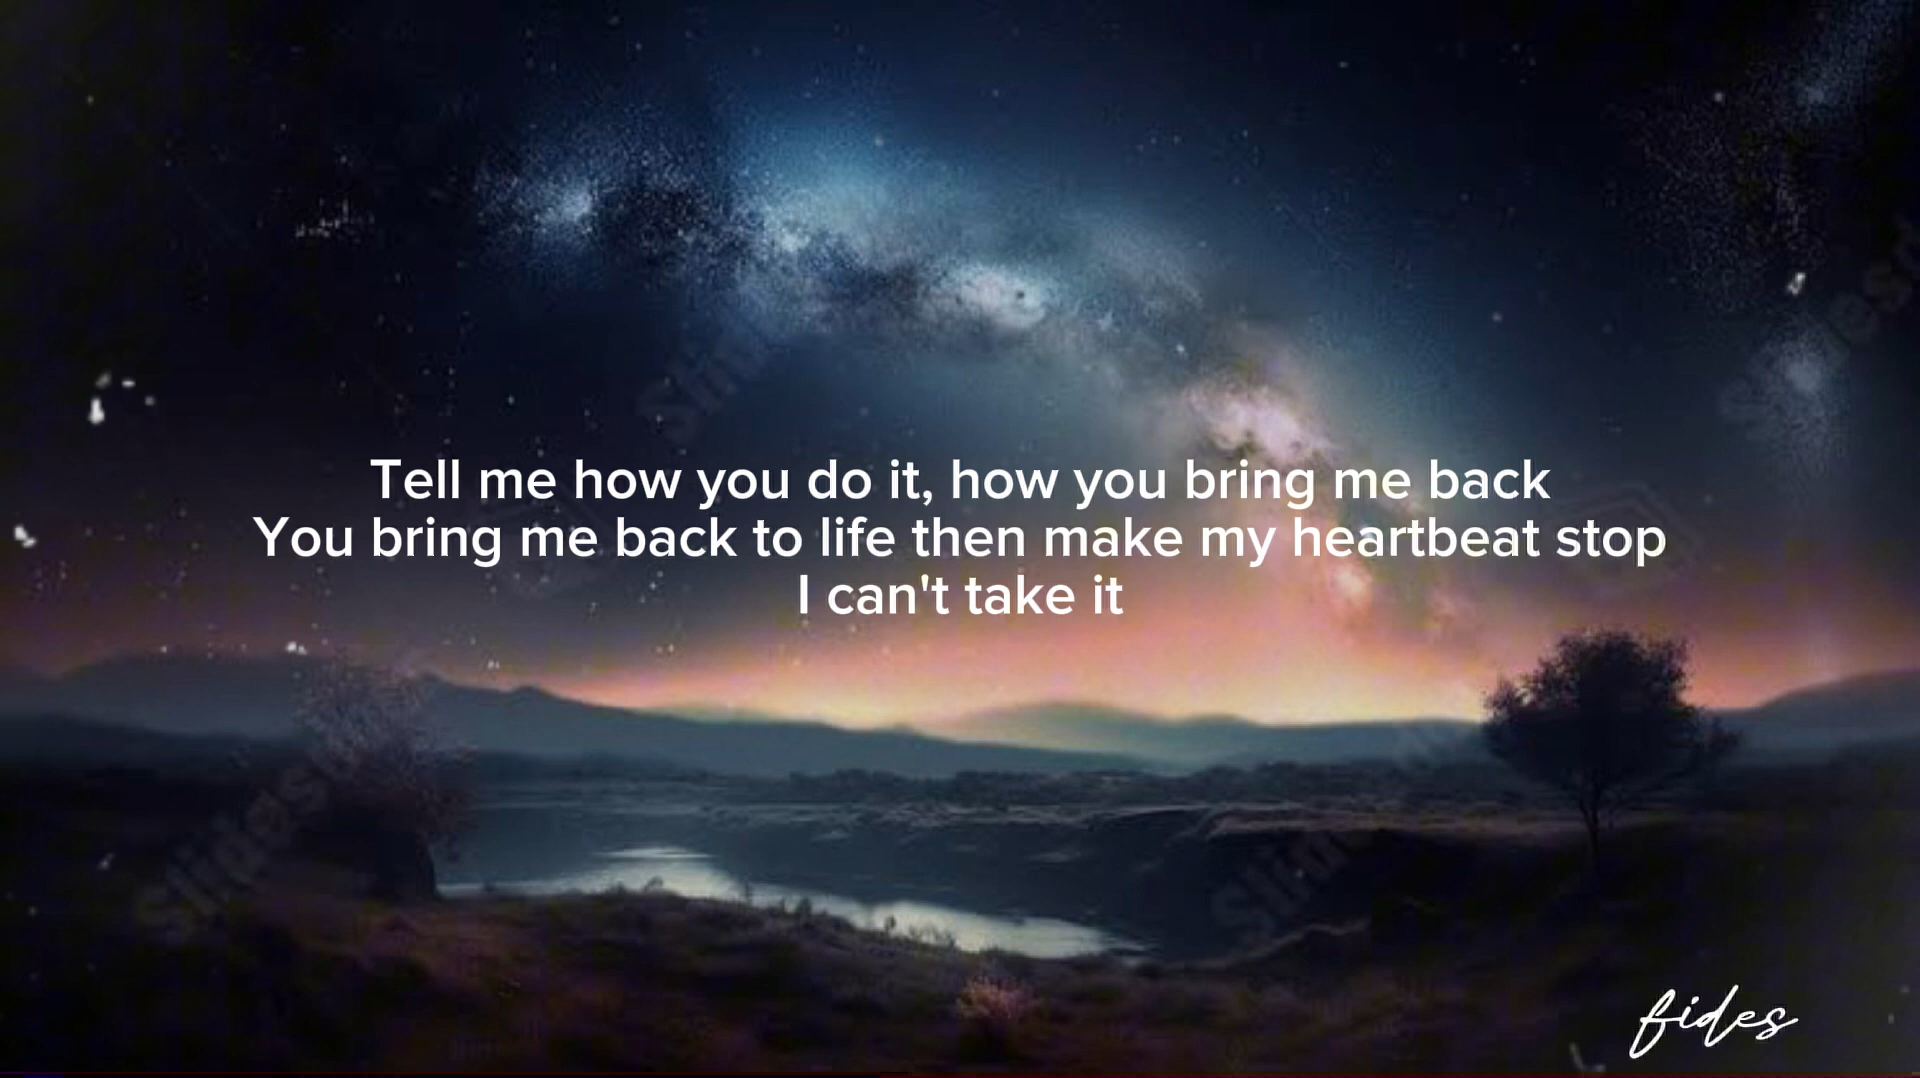 Tell me how you do it, how you bring me back
You bring me back to life then make my heartbeat stop
I can't take it
fides